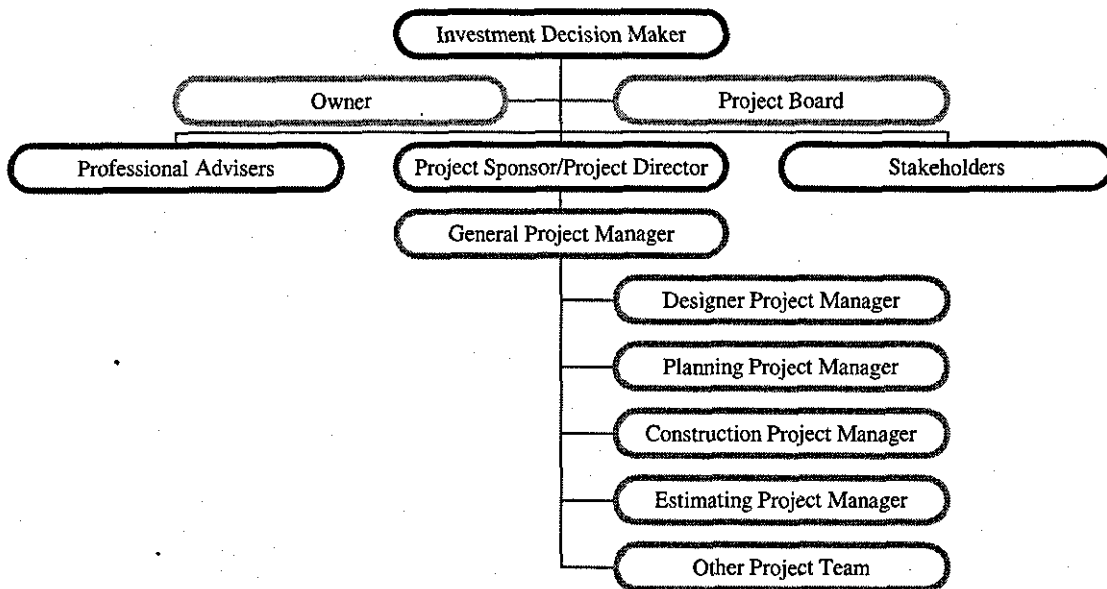 Investment Decision Maker
Owner
Project Board
Professional Advisers
Project Sponsor/Project Director
Stakeholders
General Project Manager
Designer Project Manager
Planning Project Manager
Construction Project Manager
Estimating Project Manager
Other Project Team